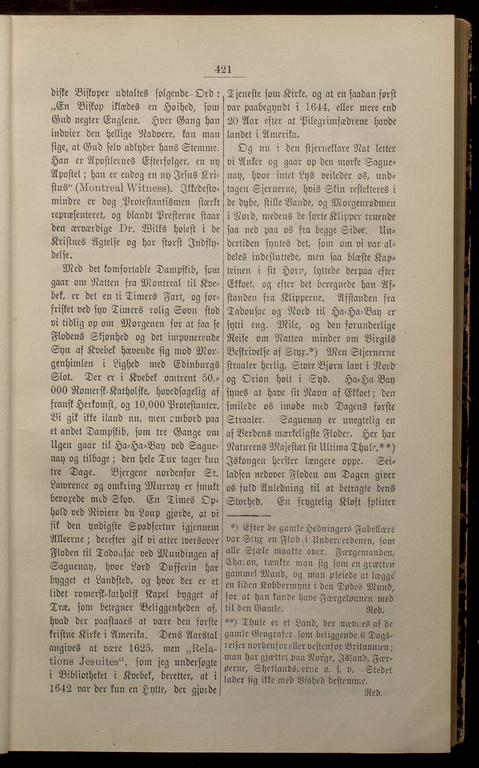 421
diske Biskoper udtaltes følgende Ord:
„En Biskop iklædes en Høihed, som
Gud negter Englene. Hver Gang han
indvier den hellige Nadvere, kan man
sige, at Gud selv adlyder hans Stemme.
Han er Apostlernes Efterfølger, en ny
Apostel; han er endog en ny Jesus Kri-
stus“ (Montreal Witness). Ikkedesto-
mindre er dog Protestantismen stærkt
repræsenteret, og blandt Presterne staar
den ærværdige Dr. Wilks høiest i de
Kristnes Agtelse og har størst Indfly-
delse.
Med det komfortable Dampskib, som
gaar om Natten fra Montreal til Kve-
bek, er det en ti Timers Fart, og for-
frisket ved syv Timers rolig Søvn stod
vi tidlig op om Morgenen for at saa se
Flodens Skjønhed og det imponerende
Syn af Kvebek hævende sig mod Mor-
genhimlen i Lighed med Edinburgs
Slot. Der er i Kvebek omtrent 50,-
000 Romersk-Katholske, hovedsagelig af
fransk Herkomst, og 10,000 Protestanter.
Vi gik ikke iland nu, men ombord paa
et andet Dampskib, som tre Gange om
Ugen gaar til Ha-Ha-Bay ved Sague-
nay og tilbage; den hele Tur tager kun
tre Dage. Bjergene nordenfor St.
Lawrence og omkring Murray er smukt
bevoxede med Skov. En Times Op-
hold ved Riviere du Loup gjorde, at vi
fik den yndigste Spadsertur igjennem
Alleerne; derefter gik vi atter tversover
Floden til Tadousac ved Mundingen af
Saguenay, hvor Lord Dufferin har
bygget et Landsted, og hvor der er et
lidet romersk-katholsk Kapel bygget af
Træ, som betegner Beliggenheden af,
hvad der paastaaes at være den første
kristne Kirke i Amerika. Dens Aarstal
angives at være 1625, men „Rela-
tions Jesuites“, som jeg undersøgte
i Bibliotheket i Kvebek, beretter, at i
1642 var der kun en Hytte, der gjorde
Tjeneste som Kirke, og at en saadan først
var paabegyndt i 1644, eller mere end
20 Aar efter at Pilegrimfædrene havde
landet i Amerika.
Og nu i den stjerneklare Nat letter
vi Anker og gaar op den mørke Sague-
nay, hvor intet Lys veileder os, und-
tagen Stjernerne, hvis Skin reflekteres i
de dybe, stille Vande, og Morgenrødmen
i Nord, medens de sorte Klipper truende
saa ned paa os fra begge Sider. Un-
dertiden syntes det, som om vi var al-
deles indesluttede, men saa blæste Kap-
teinen i sit Horn, lyttede derpaa efter
Ekkoet, og efter det beregnede han Af-
standen fra Klipperne. Afstanden fra
Tadousac og Nord til Ha-Ha-Bay er
sytti eng. Mile, og den forunderlige
Reise om Natten minder om Virgils
Beskrivelse af Styx.*) Men Stjernerne
straaler herlig, Store Bjørn lavt i Nord
og Orion høit i Syd. Ha-Ha Bay
synes at have sit Navn af Ekkoet; den
smilede os imøde med Dagens første
Straaler. Saguenay er unegtelig en
af Verdens mærkeligste Floder. Her har
Naturens Majestæt sit Ultima Thule.**)
Iskongen hersker længere oppe. Sei-
ladsen nedover Floden om Dagen giver
os fuld Anledning til at betragte dens
Storhed. En frygtelig Kløft splitter
*) Efter de gamle Hedningers Fabellære
var Styx en Flod i Underverdenen, som
alle Sjæle maatte over. Færgemanden,
Charon, tænkte man sig som en grætten
gammel Mand, og man pleiede at lægge
en liden Kobbermynt i den Dødes Mund,
for at han kunde have Færgelønnen med
til den Gamle. Red.
**) Thule er et Land, der nævnes af de
gamle Geografer som beliggende 6 Dags-
reiser nordenfor eller bestenfor Britannien;
man har gjettet paa Norge, Island, Fær-
øerne, Shetlandsøerne o. s. v. Stedet
lader sig ikke med Vished bestemme.
Red.